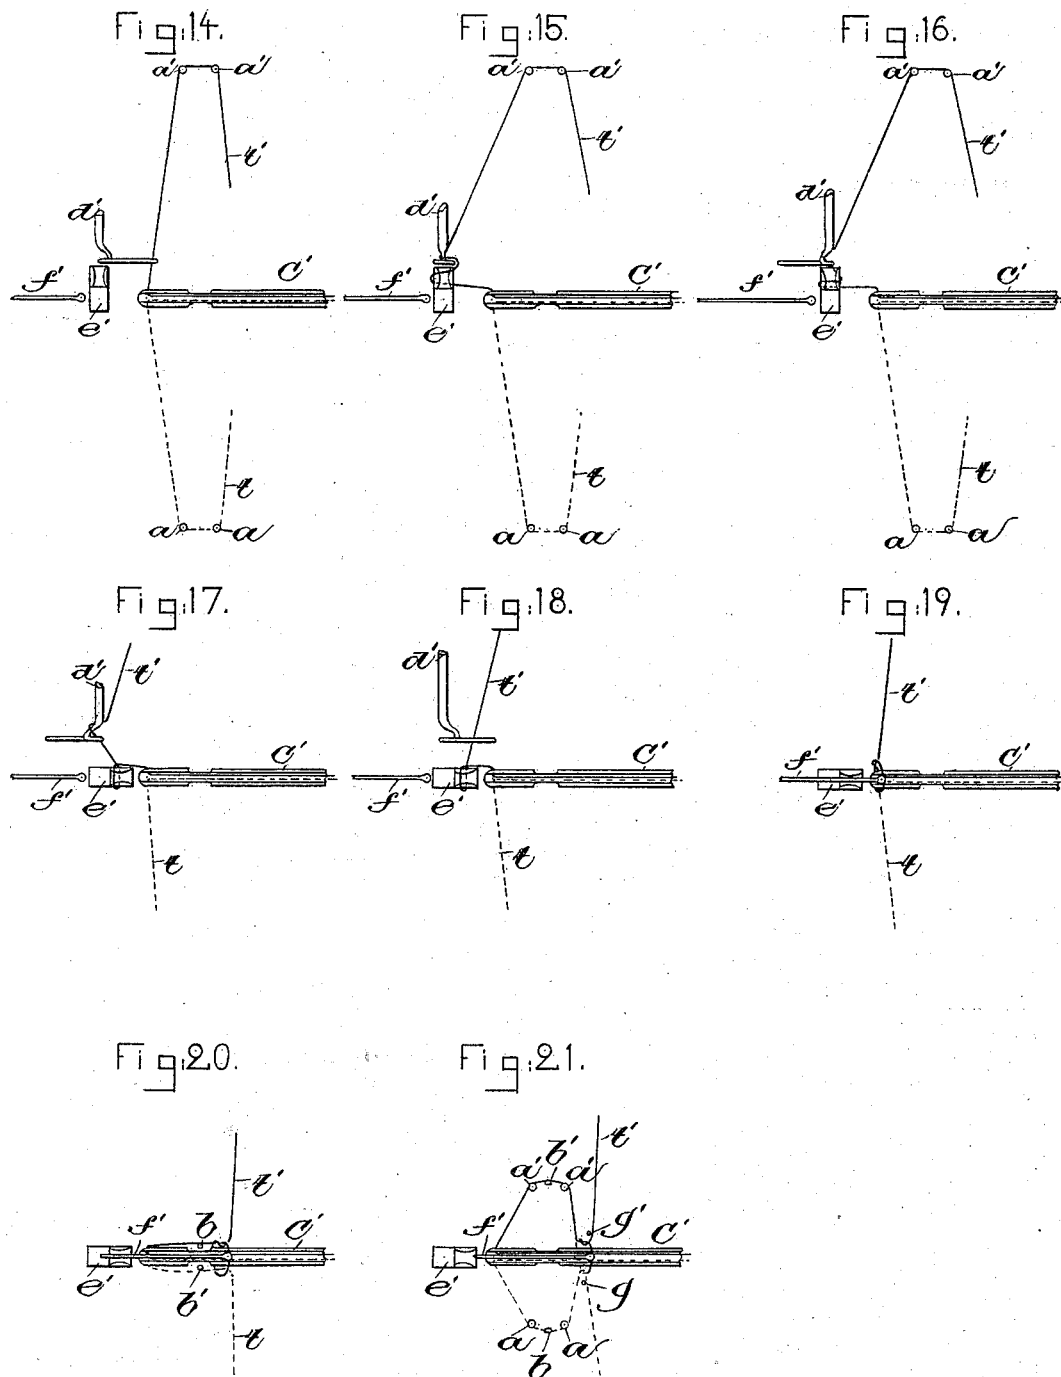 Fig:14. Fig:15. Fig:16.
a' a' a' a' a' a'
t' t' t'
d' d' d'
f' C' f' C' f' C'
e' e' e'
t t t
a a a a a a
Fig:17. Fig:18. Fig:19.
d' t' d' t' t'
C' C' f' C'
f' e' f' e' e'
t t t
Fig:20. Fig:21.
t' a' b' a' t'
f' b C' f' g' C'
e' b' e' g
t a b a